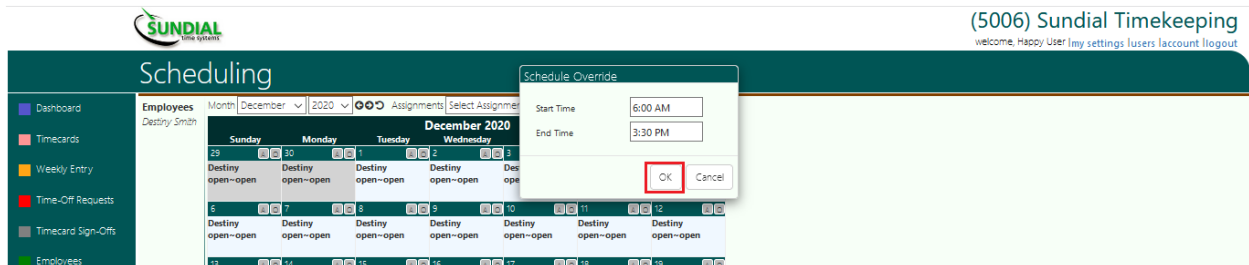 SUNDIAL
time systems
(5006) Sundial Timekeeping
welcome, Happy User |my settings |users |account |logout
Scheduling
Dashboard
Timecards
Weekly Entry
Time-Off Requests
Timecard Sign-Offs
Employees
Employees
Destiny Smith
Month December 2020 Assignments Select Assignmen
December 2020
Sunday Monday Tuesday Wednesday
29 30 1 2 3
Destiny Destiny Destiny Destiny Des
open~open open~open open~open open~open ope
6 7 8 9 10 11 12
Destiny Destiny Destiny Destiny Destiny Destiny Destiny
open~open open~open open~open open~open open~open open~open open~open
13 14 15 16 17 18 19
Schedule Override
Start Time 6:00 AM
End Time 3:30 PM
OK Cancel